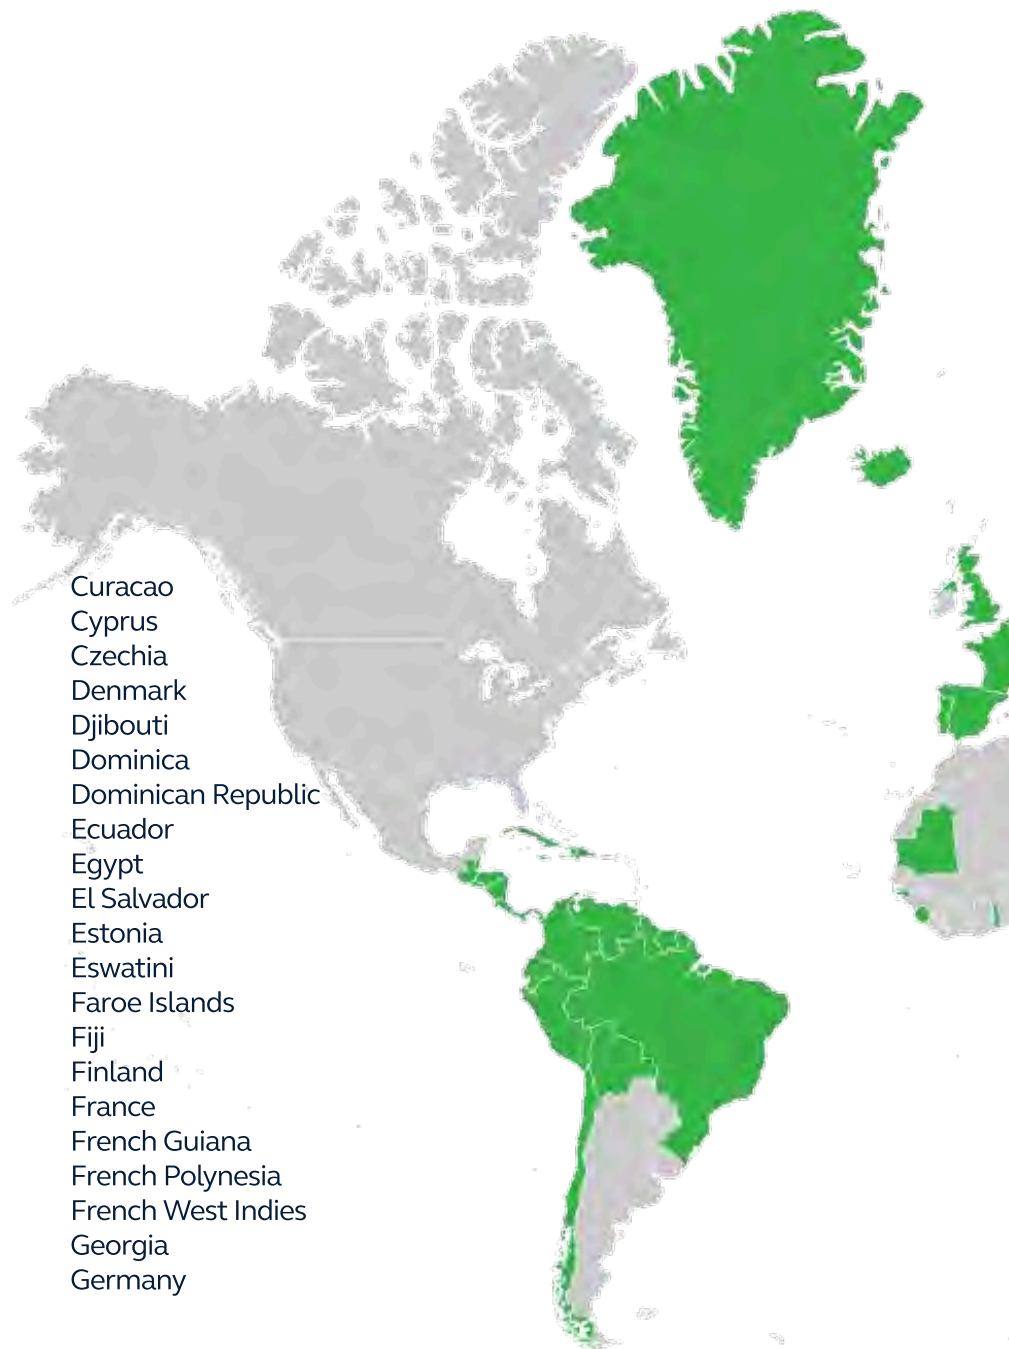 Curacao
Cyprus
Czechia
Denmark
Djibouti
Dominica
Dominican Republic
Ecuador
Egypt
El Salvador
Estonia
Eswatini
Faroe Islands
Fiji
Finland
France
French Guiana
French Polynesia
French West Indies
Georgia
Germany